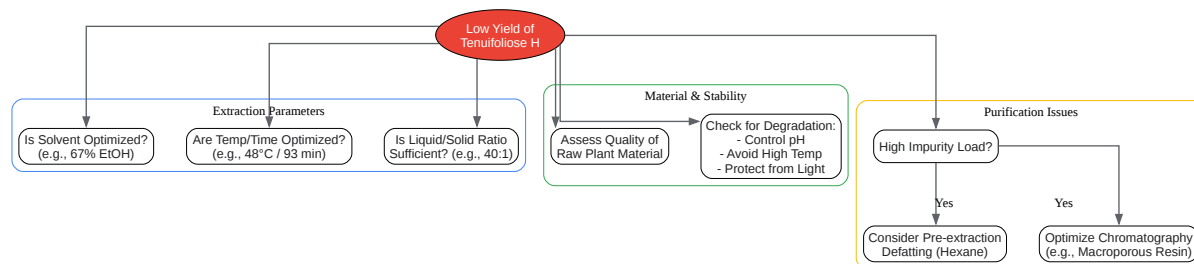 Low Yield of
Tenuifoliose H
Extraction Parameters
Is Solvent Optimized?
(e.g., 67% EtOH)
Are Temp/Time Optimized?
(e.g., 48°C / 93 min)
Is Liquid/Solid Ratio
Sufficient? (e.g., 40:1)
Material & Stability
Assess Quality of
Raw Plant Material
Check for Degradation:
- Control pH
- Avoid High Temp
- Protect from Light
Purification Issues
High Impurity Load?
Yes
Yes
Consider Pre-extraction
Defatting (Hexane)
Optimize Chromatography
(e.g., Macroporous Resin)